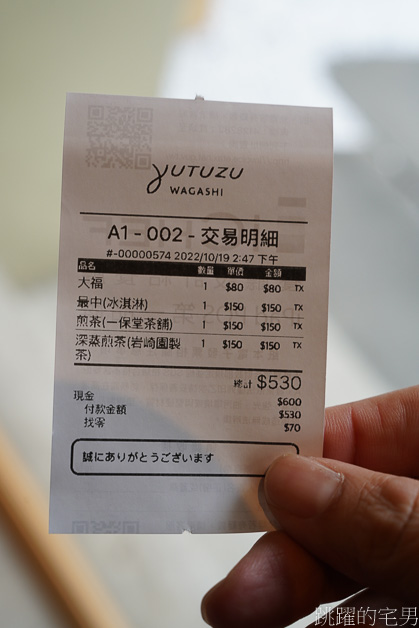 YUTUZU
WAGASHI
A1-002-交易明細
#-00000574 2022/10/19 2:47 下午
品名 數量 單價 金額
大福 1 $80 $80 TX
最中(冰淇淋) 1 $150 $150 TX
煎茶(一保堂茶舖) 1 $150 $150 TX
深蒸煎茶(岩崎園製 1 $150 $150 TX
茶)
總計 $530
現金 $600
付款金額 $530
找零 $70
誠にありがとうございます
跳躍的宅男